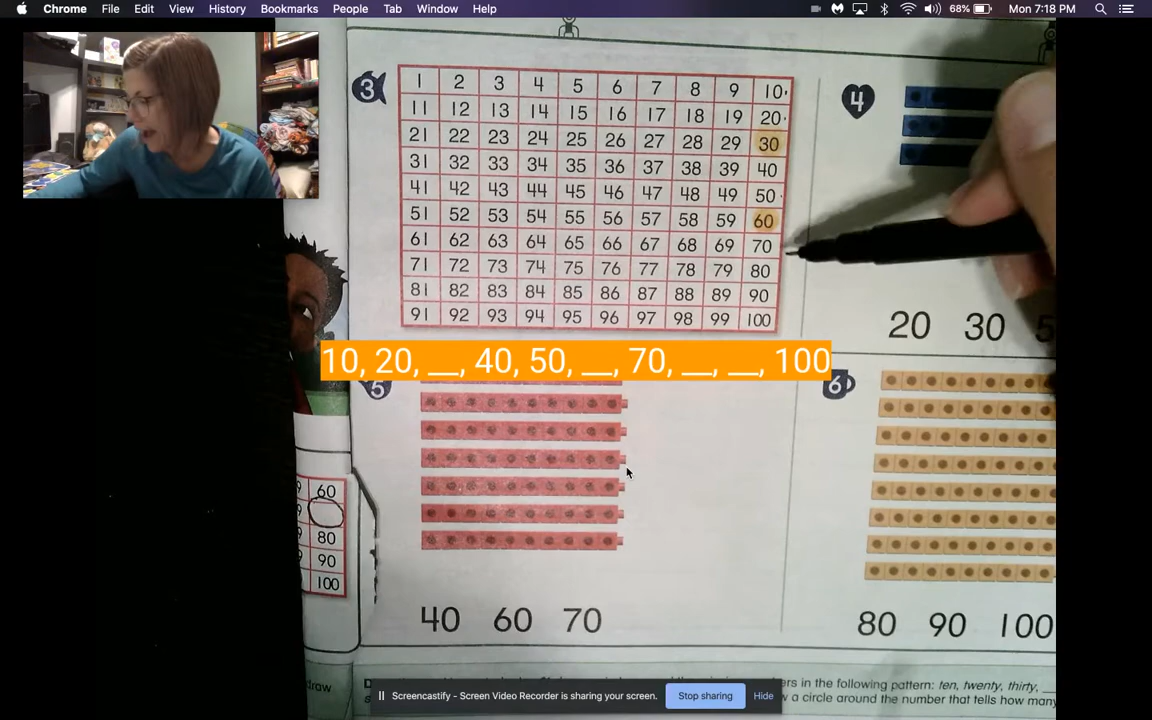 Chrome File Edit View History Bookmarks People Tab Window Help 68% Mon 7:18 PM
3
1 2 3 4 5 6 7 8 9 10
11 12 13 14 15 16 17 18 19 20
21 22 23 24 25 26 27 28 29 30
31 32 33 34 35 36 37 38 39 40
41 42 43 44 45 46 47 48 49 50
51 52 53 54 55 56 57 58 59 60
61 62 63 64 65 66 67 68 69 70
71 72 73 74 75 76 77 78 79 80
81 82 83 84 85 86 87 88 89 90
91 92 93 94 95 96 97 98 99 100
4
20 30 5
10, 20, __, 40, 50, __, 70, __, __, 100
5
40 60 70
6
80 90 100
9 60
9
9 80
9 90
9 100
draw
Screencastify - Screen Video Recorder is sharing your screen. Stop sharing Hide
ers in the following pattern: ten, twenty, thirty, __
w a circle around the number that tells how many